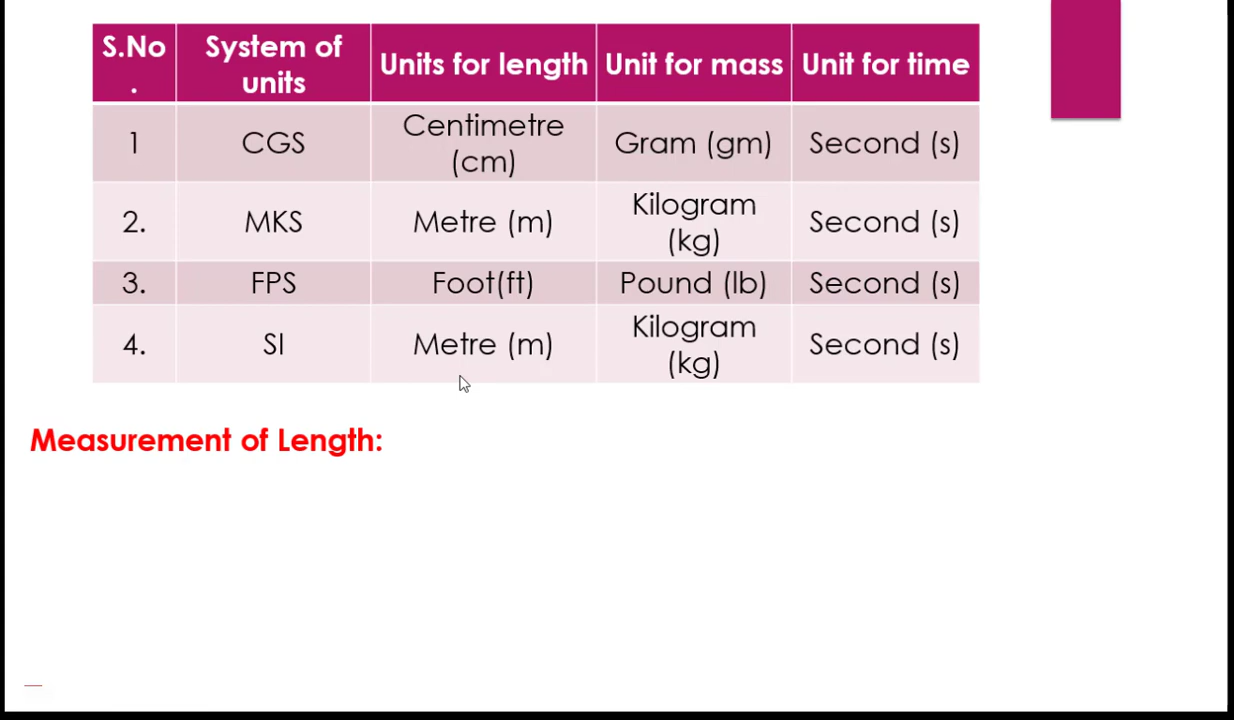 S.No
.
System of
units
Units for length
Unit for mass
Unit for time
1
CGS
Centimetre
(cm)
Gram (gm)
Second (s)
2.
MKS
Metre (m)
Kilogram
(kg)
Second (s)
3.
FPS
Foot(ft)
Pound (lb)
Second (s)
4.
SI
Metre (m)
Kilogram
(kg)
Second (s)
Measurement of Length: